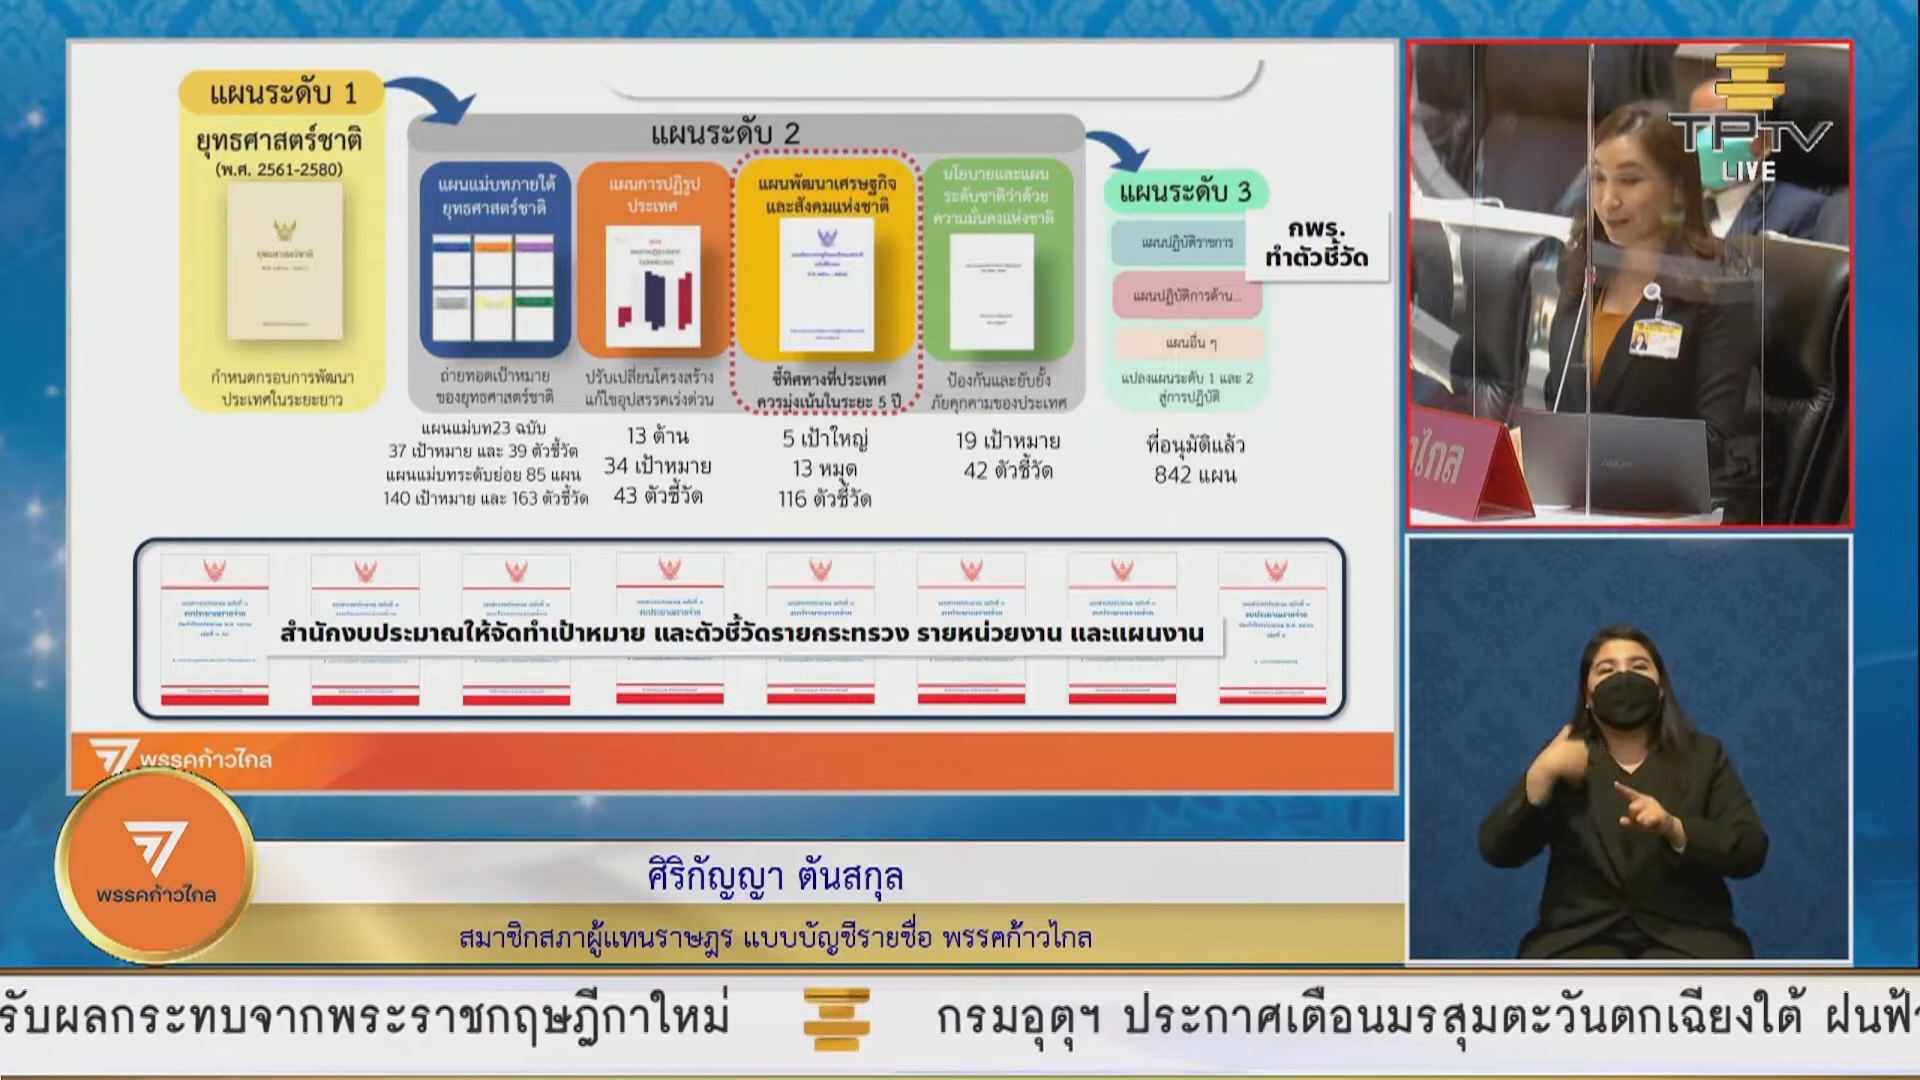 แผนระดับ 1
ยุทธศาสตร์ชาติ
(พ.ศ. 2561-2580)
ยุทธศาสตร์ชาติ
กำหนดกรอบการพัฒนา
ประเทศในระยะยาว
แผนระดับ 2
แผนแม่บทภายใต้
ยุทธศาสตร์ชาติ
ถ่ายทอดเป้าหมาย
ของยุทธศาสตร์ชาติ
แผนแม่บท23 ฉบับ
37 เป้าหมาย และ 39 ตัวชี้วัด
แผนแม่บทระดับย่อย 85 แผน
140 เป้าหมาย และ 163 ตัวชี้วัด
แผนการปฏิรูป
ประเทศ
ปรับเปลี่ยนโครงสร้าง
แก้ไขอุปสรรคเร่งด่วน
13 ด้าน
34 เป้าหมาย
43 ตัวชี้วัด
แผนพัฒนาเศรษฐกิจ
และสังคมแห่งชาติ
ชี้ทิศทางที่ประเทศ
ควรมุ่งเน้นในระยะ 5 ปี
5 เป้าใหญ่
13 หมุด
116 ตัวชี้วัด
นโยบายและแผน
ระดับชาติว่าด้วย
ความมั่นคงแห่งชาติ
ป้องกันและยับยั้ง
ภัยคุกคามของประเทศ
19 เป้าหมาย
42 ตัวชี้วัด
แผนระดับ 3
แผนปฏิบัติราชการ
แผนปฏิบัติการด้าน...
แผนอื่น ๆ
แปลงแผนระดับ 1 และ 2
สู่การปฏิบัติ
ที่อนุมัติแล้ว
842 แผน
กพร.
ทำตัวชี้วัด
สำนักงบประมาณให้จัดทำเป้าหมาย และตัวชี้วัดรายกระทรวง รายหน่วยงาน และแผนงาน
พรรคก้าวไกล
พรรคก้าวไกล
ศิริกัญญา ตันสกุล
สมาชิกสภาผู้แทนราษฎร แบบบัญชีรายชื่อ พรรคก้าวไกล
TPTV
LIVE
รับผลกระทบจากพระราชกฤษฎีกาใหม่
กรมอุตุฯ ประกาศเตือนมรสุมตะวันตกเฉียงใต้ ฝนฟ้า